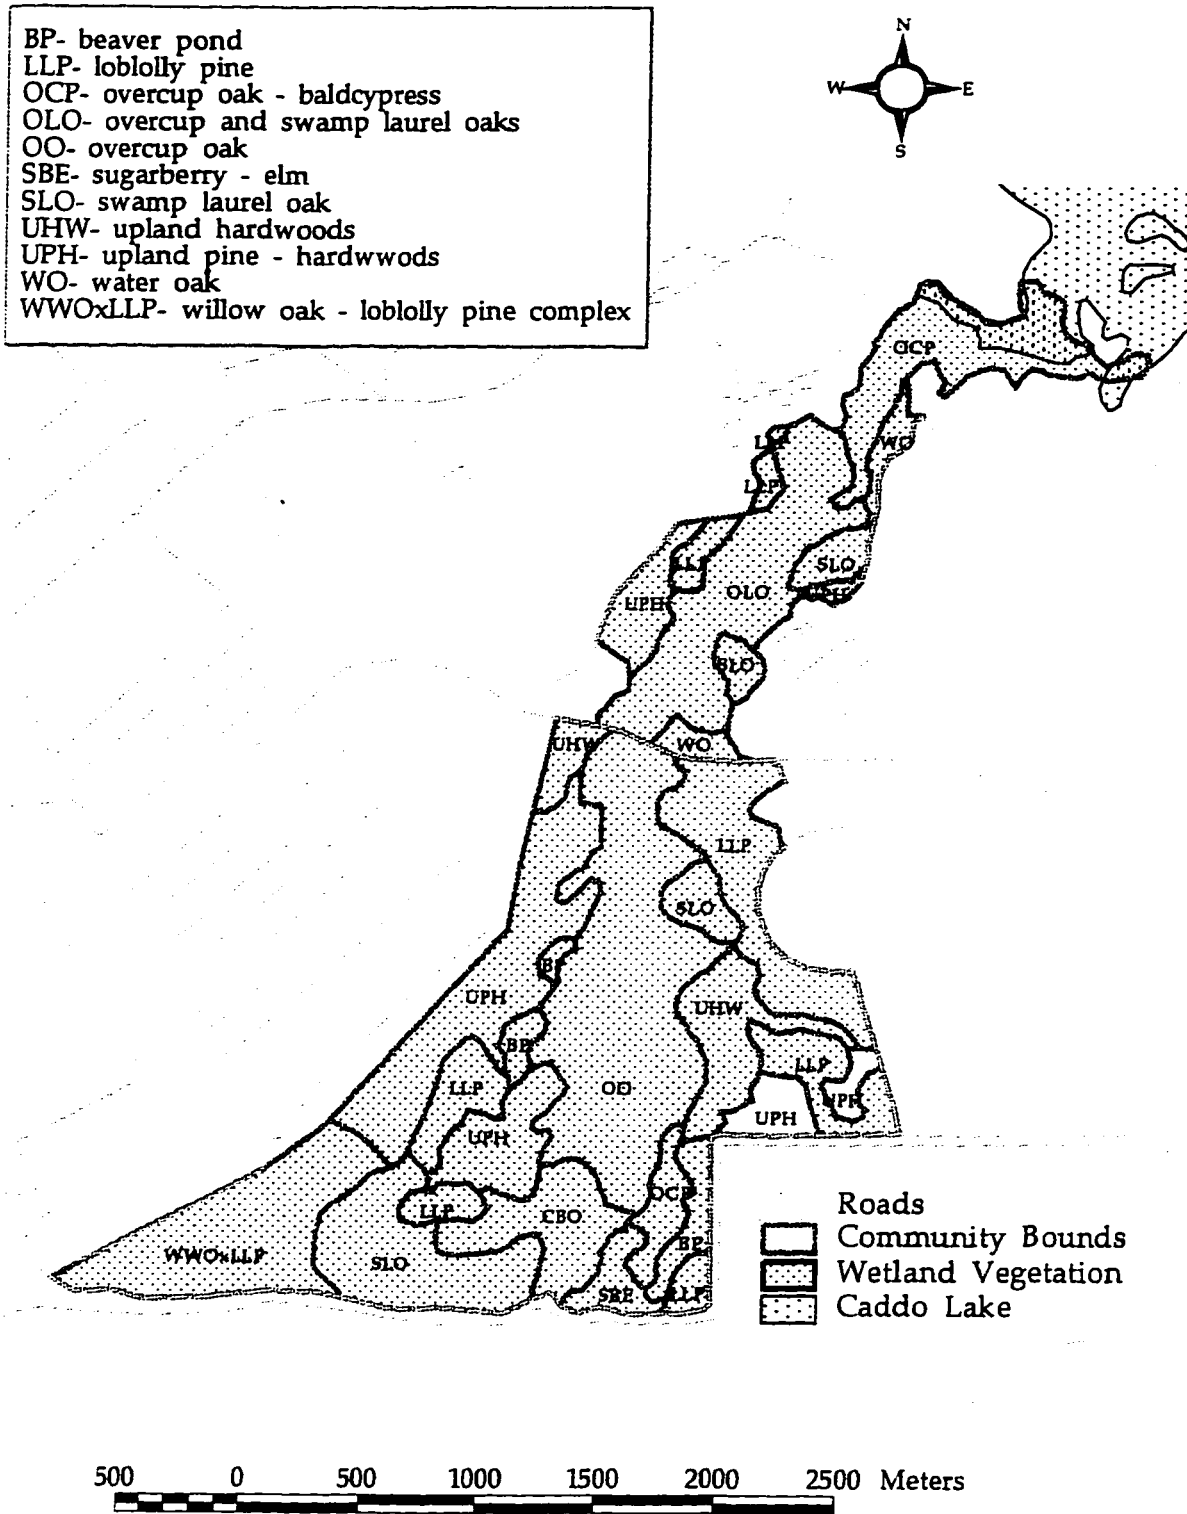 BP- beaver pond
LLP- loblolly pine
OCP- overcup oak - baldcypress
OLO- overcup and swamp laurel oaks
OO- overcup oak
SBE- sugarberry - elm
SLO- swamp laurel oak
UHW- upland hardwoods
UPH- upland pine - hardwwods
WO- water oak
WWOxLLP- willow oak - loblolly pine complex
N
W E
S
OCP
LLP
WO
LLP
LLP
SLO
UPH
OLO
UPH
SLO
UHW
WO
LLP
SLO
BP
UPH
UHW
BP
LLP
LLP
OO
UPH
UPH
UPH
OCP
LLP
CBO
BP
WWOxLLP
SLO
SBE
LLP
Roads
Community Bounds
Wetland Vegetation
Caddo Lake
500 0 500 1000 1500 2000 2500 Meters